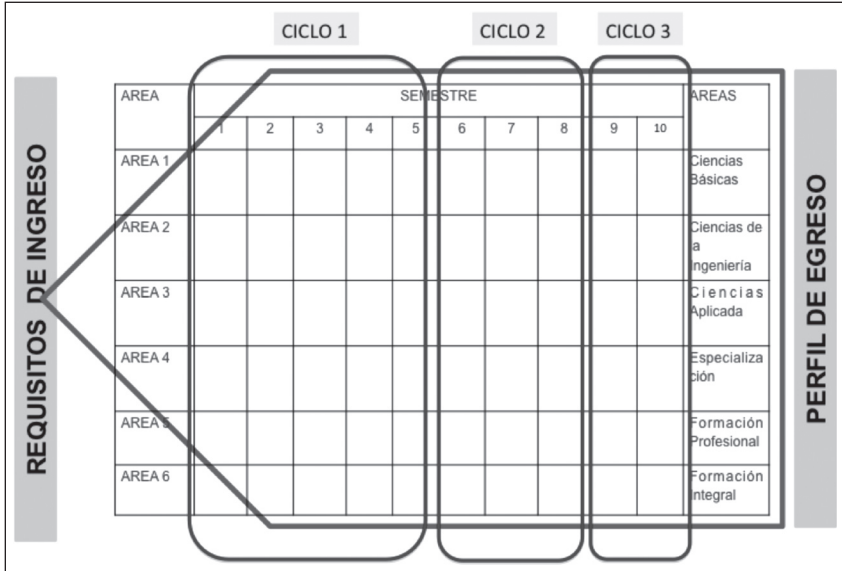 CICLO 1 CICLO 2 CICLO 3
REQUISITOS DE INGRESO
AREA SEMESTRE AREAS
1 2 3 4 5 6 7 8 9 10
AREA 1 Ciencias
Básicas
AREA 2 Ciencias de
la
Ingeniería
AREA 3 Ciencias
Aplicada
AREA 4 Especializa
ción
AREA 5 Formación
Profesional
AREA 6 Formación
Integral
PERFIL DE EGRESO